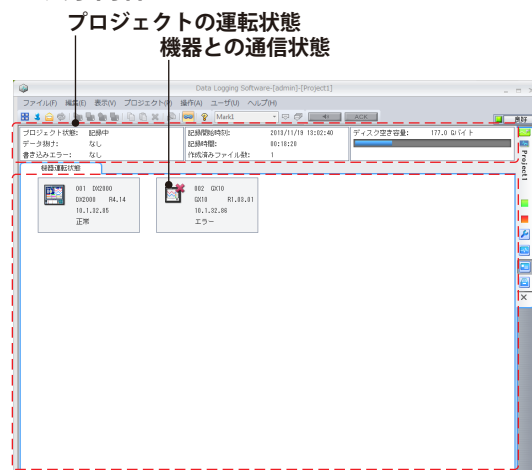 プロジェクトの運転状態
機器との通信状態
Data Logging Software-[admin]-[Project1]
ファイル(F) 編集(E) 表示(V) プロジェクト(P) 操作(A) ユーザ(U) ヘルプ(H)
Mark1 ACK 良好
プロジェクト状態: 記録中 記録開始時刻: 2013/11/19 13:02:40 ディスク空き容量: 177.0 Gバイト
データ抜け: なし 記録時間: 00:18:20
書き込みエラー: なし 作成済みファイル数: 1
Project1
機器運転状態
001 DX2000
DX2000 R4.14
10.1.32.85
正常
002 GX10
GX10 R1.03.01
10.1.32.86
エラー